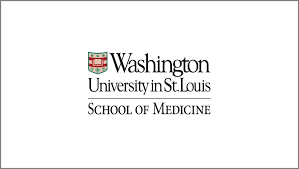 Washington
University in St. Louis
SCHOOL OF MEDICINE